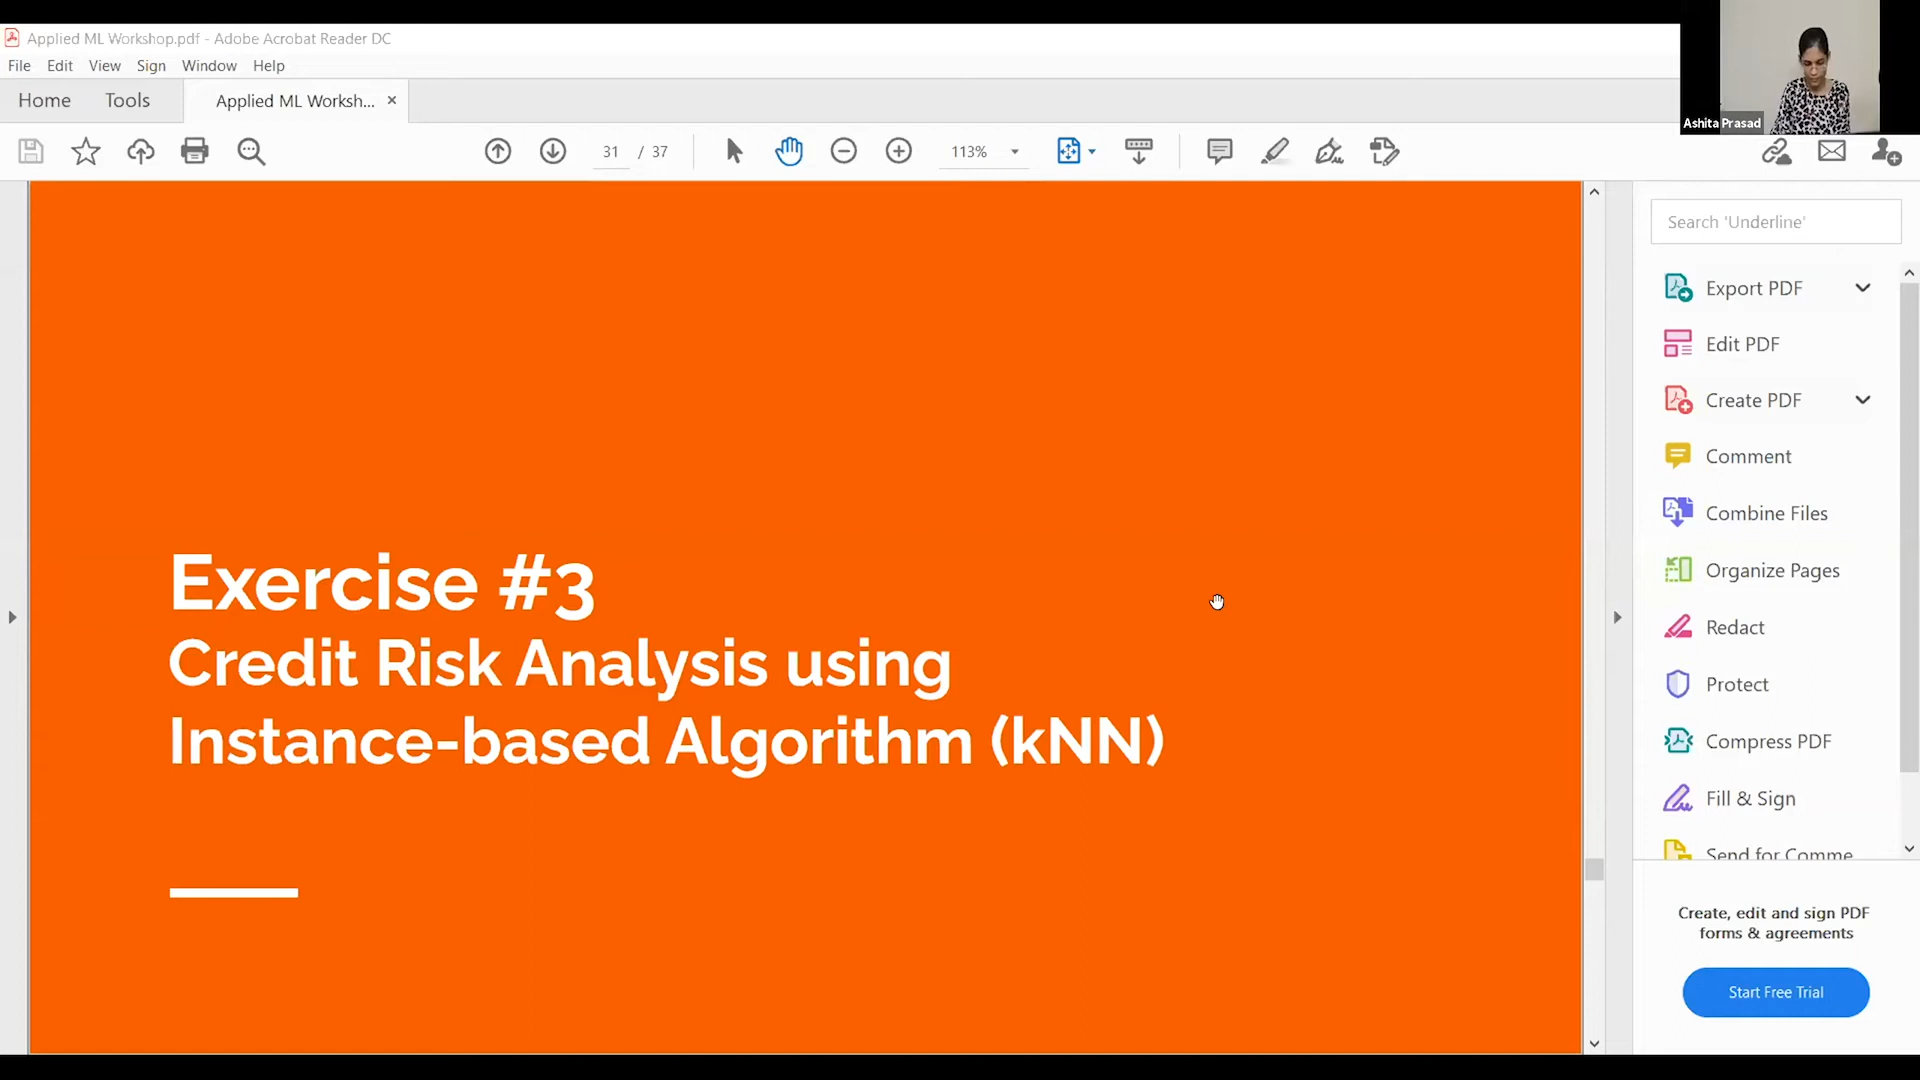 Applied ML Workshop.pdf - Adobe Acrobat Reader DC
File Edit View Sign Window Help
Home Tools Applied ML Worksh... ×
31 / 37 113%
Ashita Prasad
Search 'Underline'
Export PDF
Edit PDF
Create PDF
Comment
Combine Files
Organize Pages
Redact
Protect
Compress PDF
Fill & Sign
Send for Comme
Create, edit and sign PDF
forms & agreements
Start Free Trial
Exercise #3
Credit Risk Analysis using
Instance-based Algorithm (kNN)